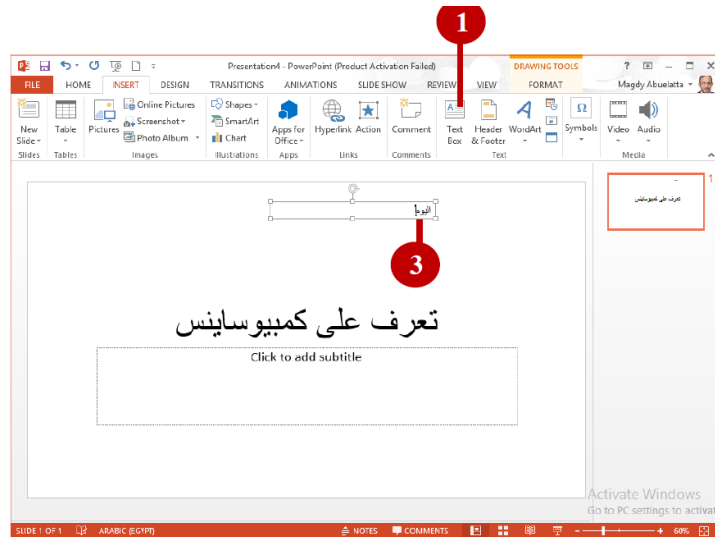 1
Presentation4 - PowerPoint (Product Activation Failed)
DRAWING TOOLS
FILE HOME INSERT DESIGN TRANSITIONS ANIMATIONS SLIDE SHOW REVIEW VIEW FORMAT Magdy Abuelatta
New Slide
Table
Pictures
Online Pictures
Screenshot
Photo Album
Shapes
SmartArt
Chart
Apps for Office
Hyperlink
Action
Comment
Text Box
Header & Footer
WordArt
Symbols
Video
Audio
Slides Tables Images Illustrations Apps Links Comments Text Media
اليوم
3
تعرف على كمبيوساينس
Click to add subtitle
1
تعرف على كمبيوساينس
Activate Windows
Go to PC settings to activat
SLIDE 1 OF 1 ARABIC (EGYPT) NOTES COMMENTS 60%